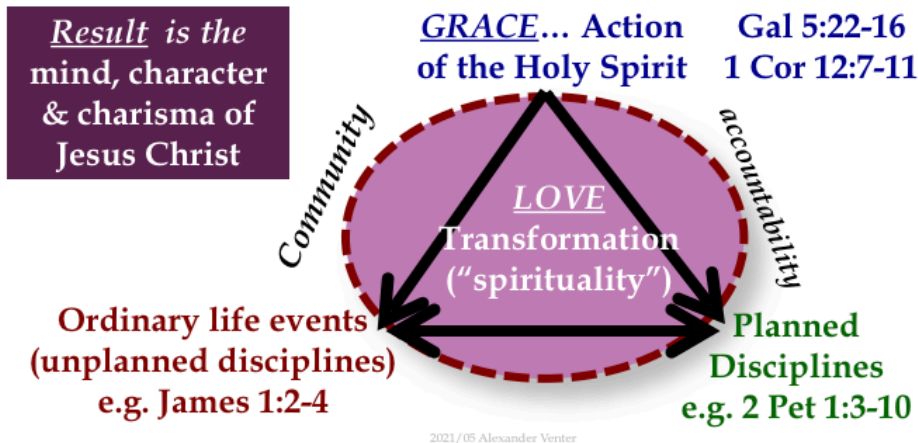 Result is the
mind, character
& charisma of
Jesus Christ
GRACE... Action
of the Holy Spirit
Gal 5:22-16
1 Cor 12:7-11
Community
accountability
LOVE
Transformation
(“spirituality”)
Ordinary life events
(unplanned disciplines)
e.g. James 1:2-4
Planned
Disciplines
e.g. 2 Pet 1:3-10
2021/05 Alexander Venter